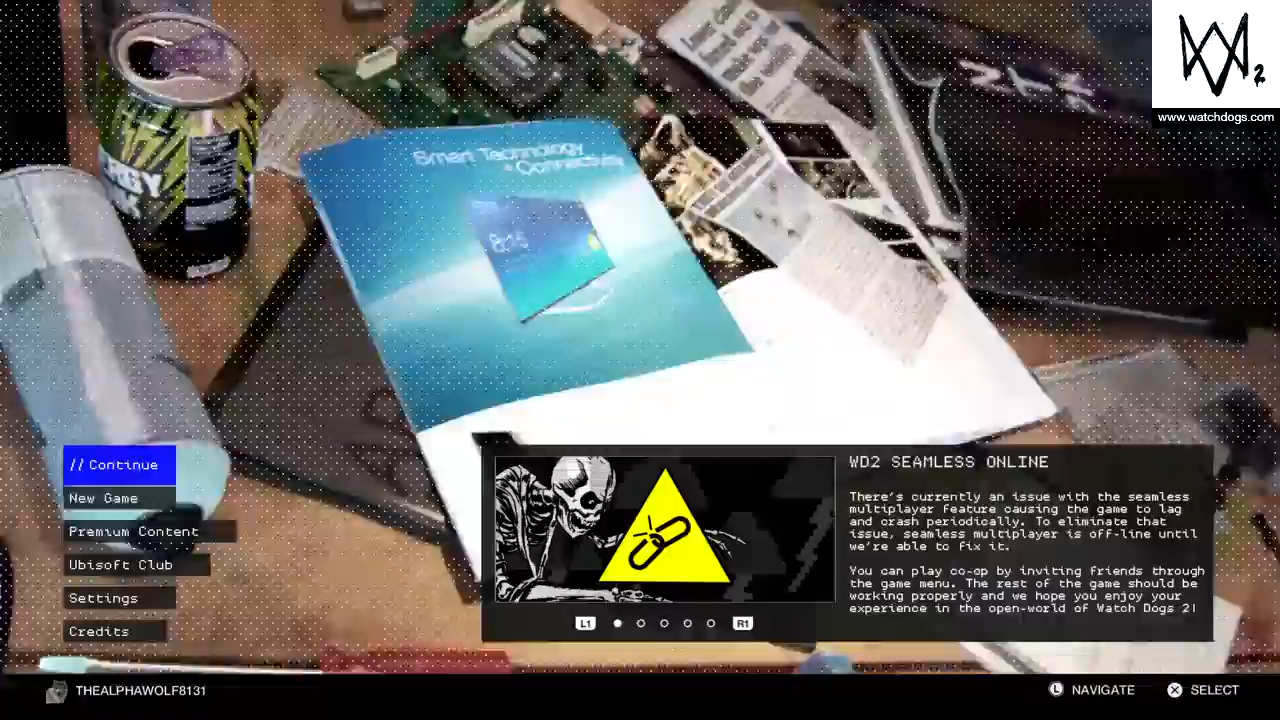 2
www.watchdogs.com
Smart Technology
& Connectivity
8:15
// Continue
New Game
Premium Content
Ubisoft Club
Settings
Credits
WD2 SEAMLESS ONLINE
There's currently an issue with the seamless
multiplayer feature causing the game to lag
and crash periodically. To eliminate that
issue, seamless multiplayer is off-line until
we're able to fix it.
You can play co-op by inviting friends through
the game menu. The rest of the game should be
working properly and we hope you enjoy your
experience in the open-world of Watch Dogs 2!
L1
R1
THEALPHAWOLF8131
L NAVIGATE
SELECT